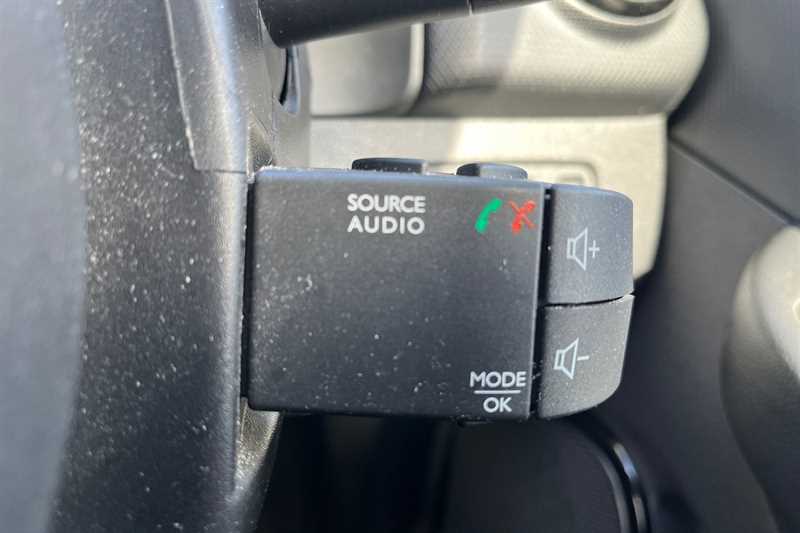 SOURCE
AUDIO
+
-
MODE
OK